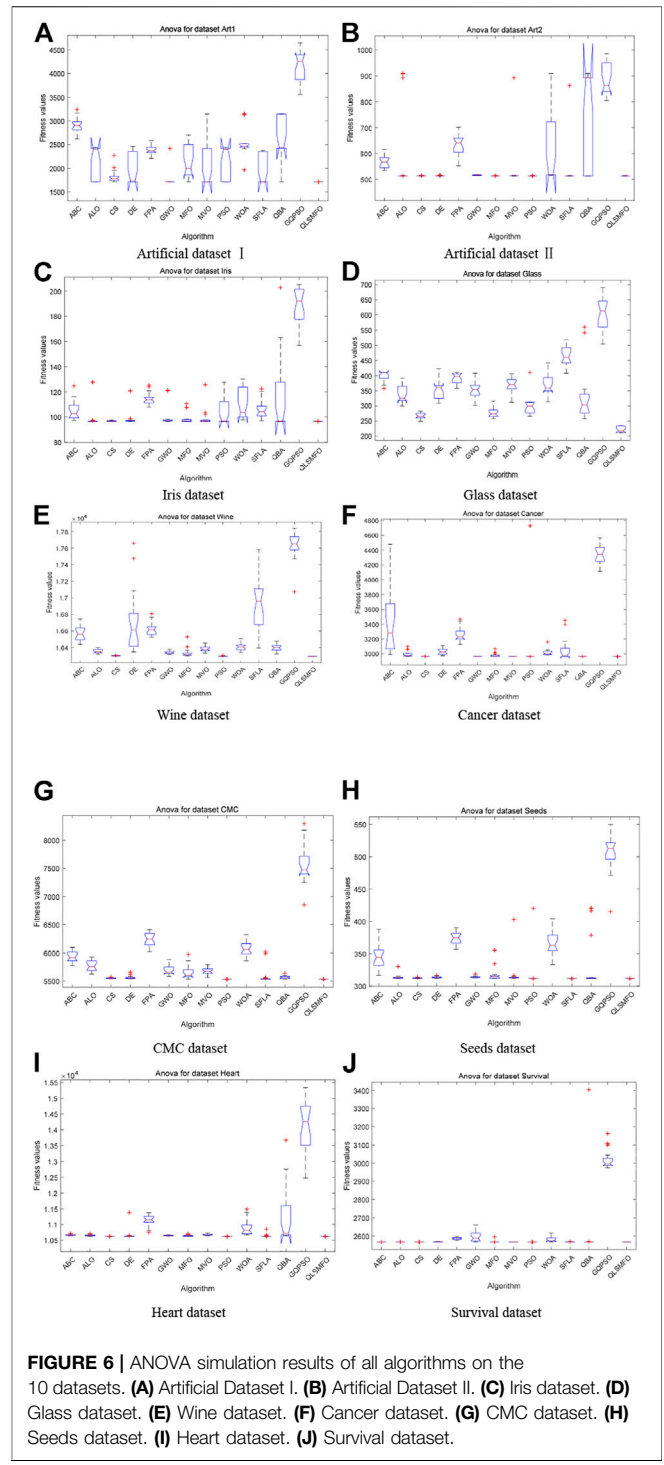 A
Anova for dataset Art1
Fitness values
4500
4000
3500
3000
2500
2000
1500
ABC ALO CS DE FPA GWO MFO MVO PSO WOA SFLA QBA GQPSO QLSMFO
Algorithm
Artificial dataset Ⅰ
B
Anova for dataset Art2
Fitness values
1000
900
800
700
600
500
ABC ALO CS DE FPA GWO MFO MVO PSO WOA SFLA QBA GQPSO QLSMFO
Algorithm
Artificial dataset Ⅱ
C
Anova for dataset Iris
Fitness values
200
180
160
140
120
100
80
ABC ALO CS DE FPA GWO MFO MVO PSO WOA SFLA QBA GQPSO QLSMFO
Algorithm
Iris dataset
D
Anova for dataset Glass
Fitness values
700
650
600
550
500
450
400
350
300
250
200
ABC ALO CS DE FPA GWO MFO MVO PSO WOA SFLA QBA GQPSO QLSMFO
Algorithm
Glass dataset
E
Anova for dataset Wine
×10⁴
Fitness values
1.78
1.76
1.74
1.72
1.7
1.68
1.66
1.64
ABC ALO CS DE FPA GWO MFO MVO PSO WOA SFLA QBA GQPSO QLSMFO
Algorithm
Wine dataset
F
Anova for dataset Cancer
Fitness values
4800
4600
4400
4200
4000
3800
3600
3400
3200
3000
ABC ALO CS DE FPA GWO MFO MVO PSO WOA SFLA QBA GQPSO QLSMFO
Algorithm
Cancer dataset
G
Anova for dataset CMC
Fitness values
8000
7500
7000
6500
6000
5500
ABC ALO CS DE FPA GWO MFO MVO PSO WOA SFLA QBA GQPSO QLSMFO
Algorithm
CMC dataset
H
Anova for dataset Seeds
Fitness values
550
500
450
400
350
300
ABC ALO CS DE FPA GWO MFO MVO PSO WOA SFLA QBA GQPSO QLSMFO
Algorithm
Seeds dataset
I
Anova for dataset Heart
×10⁴
Fitness values
1.55
1.5
1.45
1.4
1.35
1.3
1.25
1.2
1.15
1.1
1.05
ABC ALO CS DE FPA GWO MFO MVO PSO WOA SFLA QBA GQPSO QLSMFO
Algorithm
Heart dataset
J
Anova for dataset Survival
Fitness values
3400
3300
3200
3100
3000
2900
2800
2700
2600
ABC ALO CS DE FPA GWO MFO MVO PSO WOA SFLA QBA GQPSO QLSMFO
Algorithm
Survival dataset
FIGURE 6 | ANOVA simulation results of all algorithms on the
10 datasets. (A) Artificial Dataset I. (B) Artificial Dataset II. (C) Iris dataset. (D)
Glass dataset. (E) Wine dataset. (F) Cancer dataset. (G) CMC dataset. (H)
Seeds dataset. (I) Heart dataset. (J) Survival dataset.